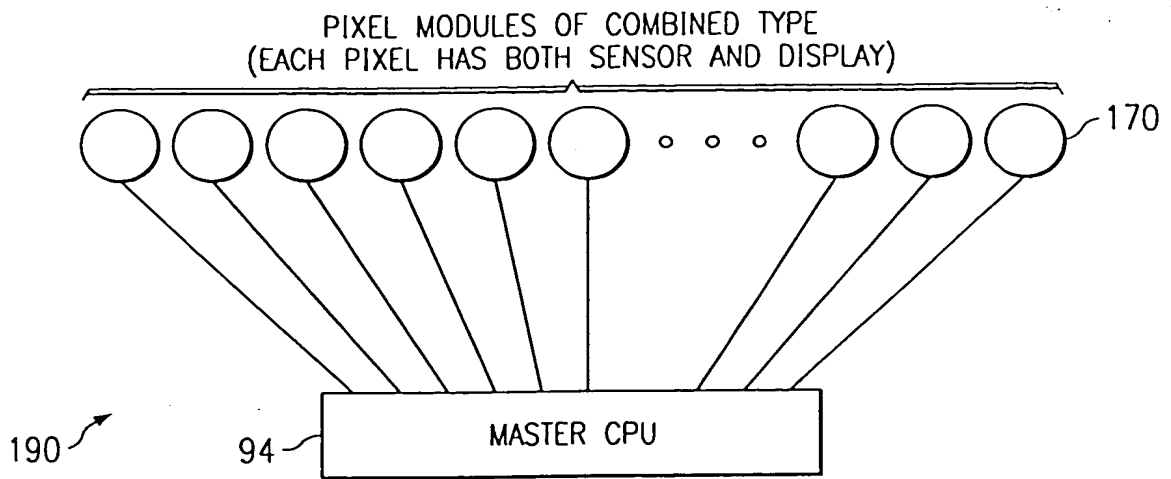 PIXEL MODULES OF COMBINED TYPE
(EACH PIXEL HAS BOTH SENSOR AND DISPLAY)
170
190
94
MASTER CPU